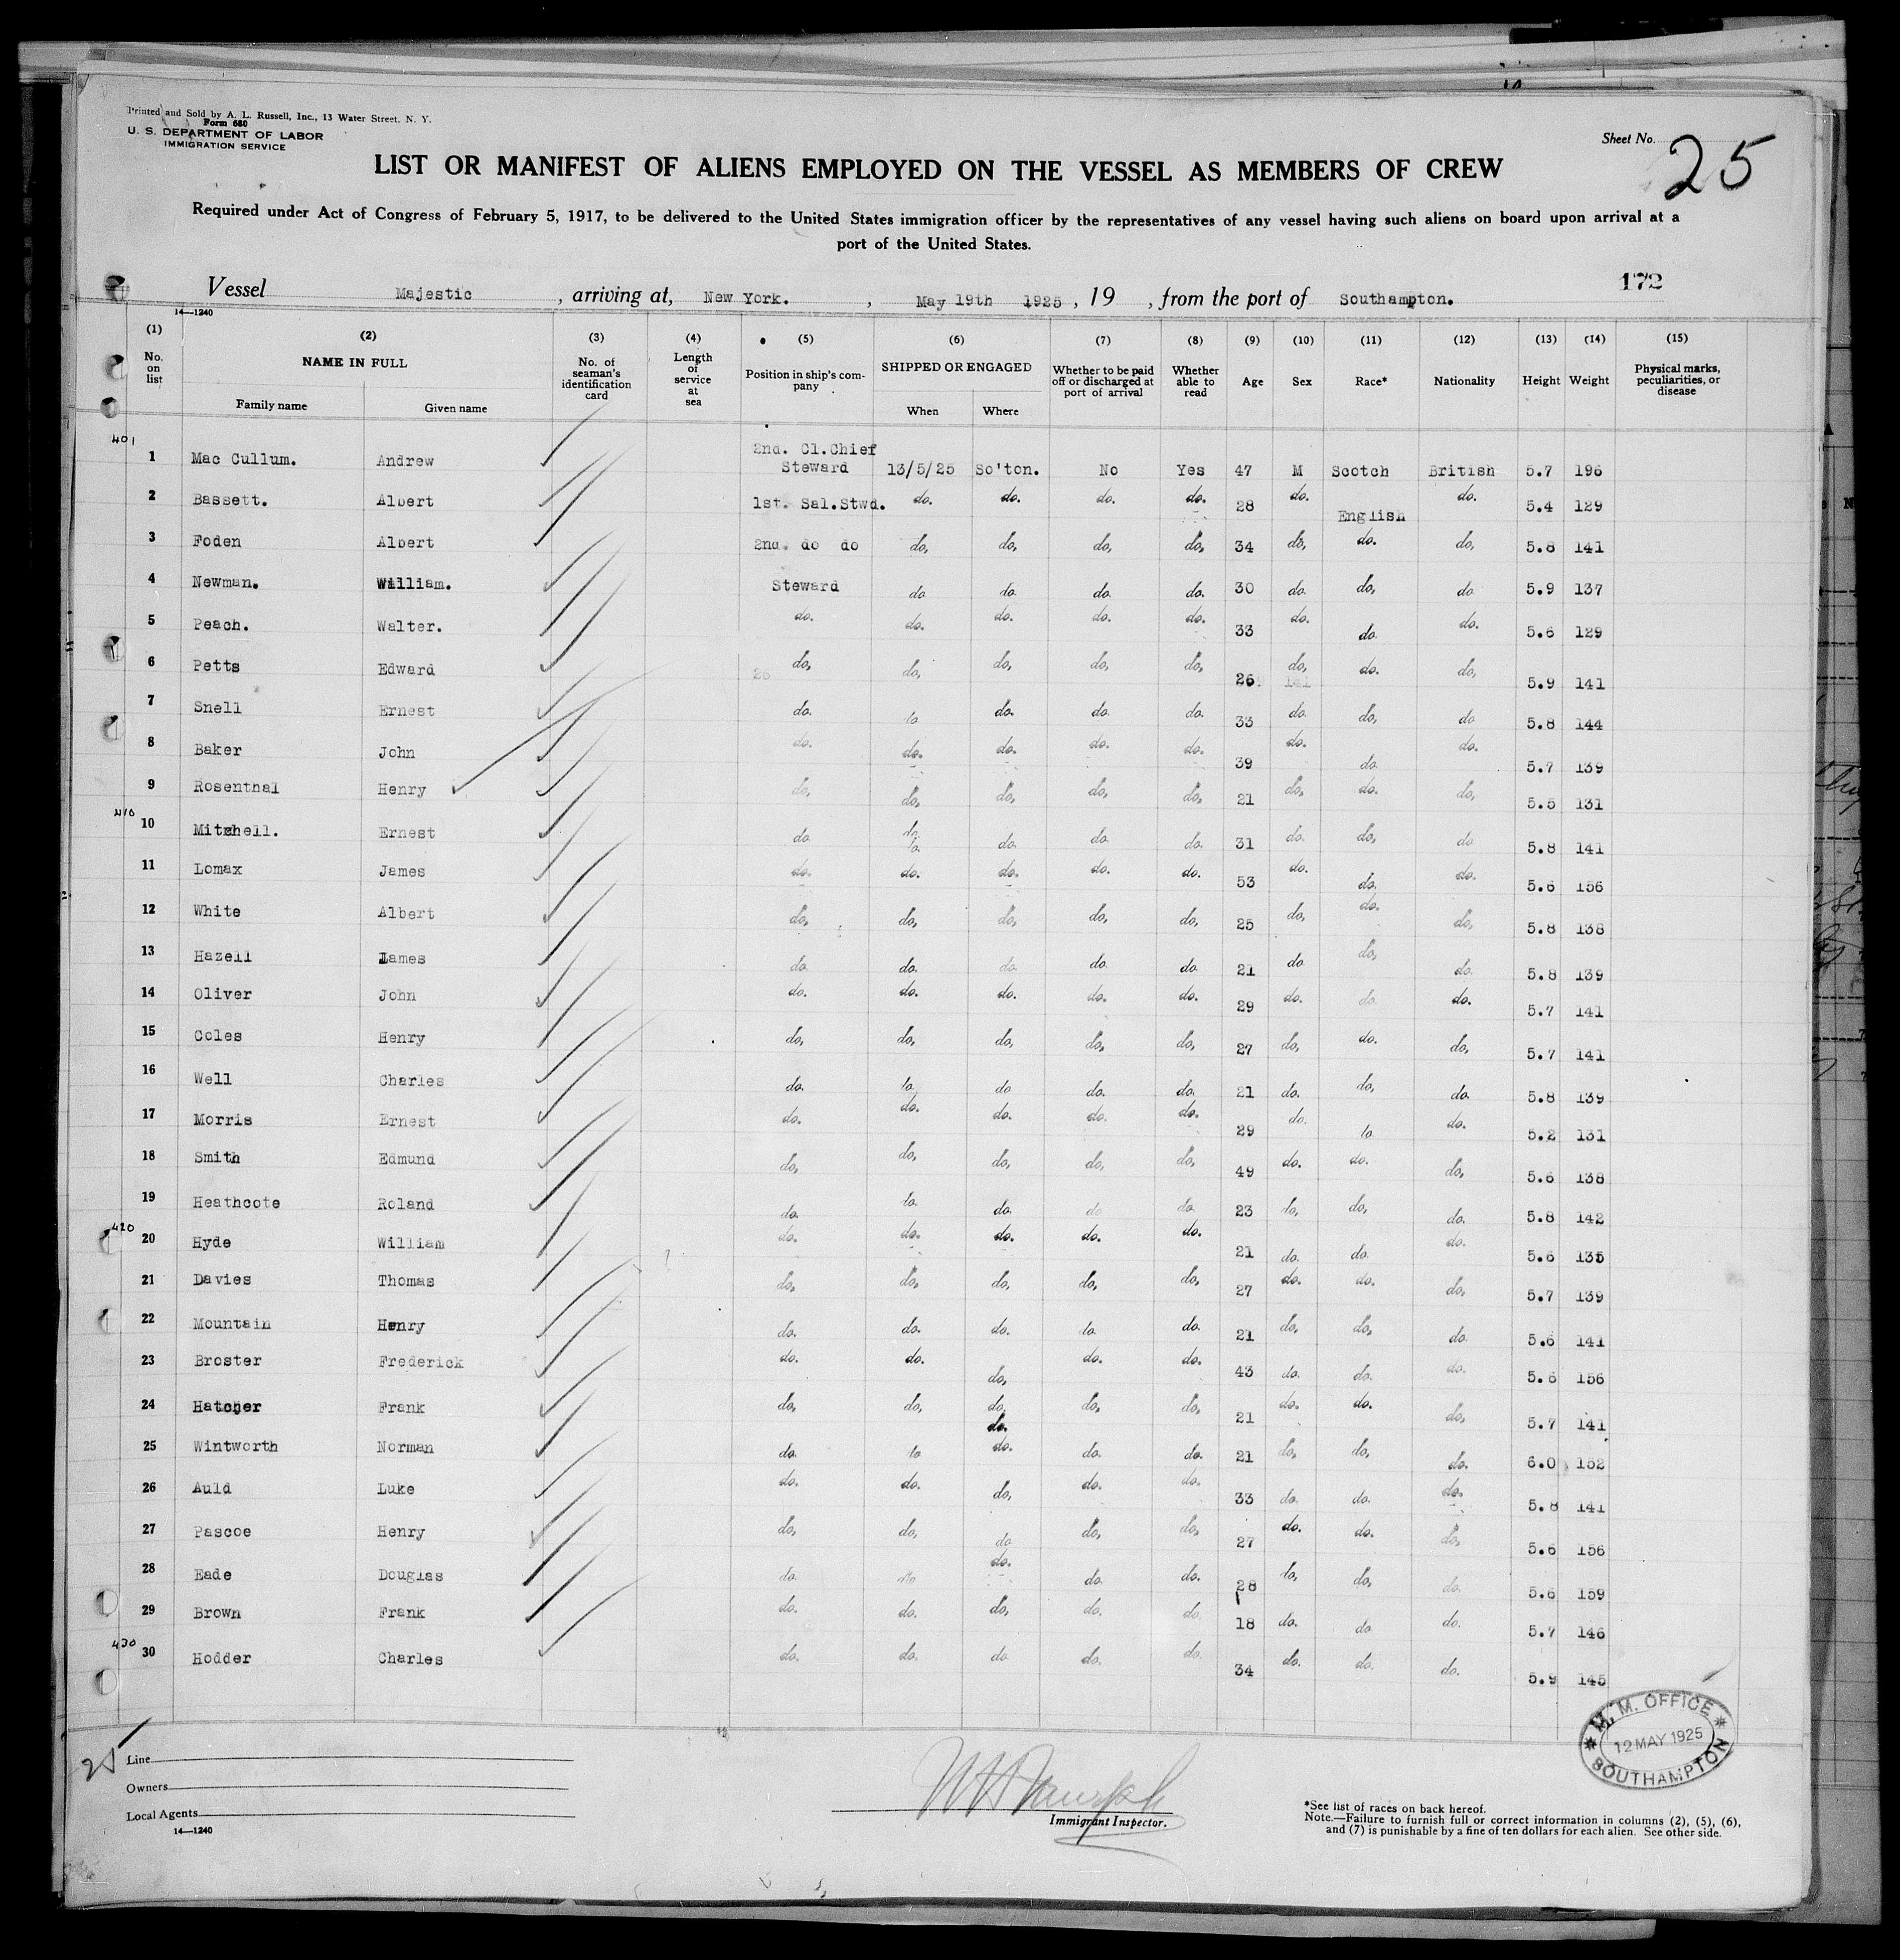 Printed and Sold by A. L. Russell, Inc., 13 Water Street, N. Y.
Form 680
U. S. DEPARTMENT OF LABOR
IMMIGRATION SERVICE
Sheet No. 25
LIST OR MANIFEST OF ALIENS EMPLOYED ON THE VESSEL AS MEMBERS OF CREW
Required under Act of Congress of February 5, 1917, to be delivered to the United States immigration officer by the representatives of any vessel having such aliens on board upon arrival at a
port of the United States.
172
Vessel Majestic, arriving at, New York., May 19th 1925, 19 , from the port of Southampton.
14—1240
(1) (2) (3) (4) (5) (6) (7) (8) (9) (10) (11) (12) (13) (14) (15)
No. on list NAME IN FULL Family name Given name No. of seaman's identification card Length of service at sea Position in ship's company SHIPPED OR ENGAGED When Where Whether to be paid off or discharged at port of arrival Whether able to read Age Sex Race* Nationality Height Weight Physical marks, peculiarities, or disease
401
1 Mac Cullum. Andrew 2nd. Cl.Chief Steward 13/5/25 So'ton. No Yes 47 M Scotch British 5.7 196
2 Bassett. Albert 1st. Sal.Stwd. do. do. do. do. 28 do. English do. 5.4 129
3 Foden Albert 2nd. do do do, do, do, do, 34 do, do. do, 5.8 141
4 Newman. William. Steward do do do. do. 30 do. do, do 5.9 137
5 Peach. Walter. do. do. do. do. do. 33 do. do. do. 5.6 129
6 Petts Edward do, do, do, do, do, 26 do, do. do, 5.9 141
7 Snell Ernest do. do do. do. do. 33 do. do, do 5.8 144
8 Baker John do. do. do. do. do. 39 do. do. do. 5.7 139
9 Rosenthal Henry do, do, do, do, do, 21 do, do. do, 5.5 131
10 Mitchell. Ernest do. do. do. do. do. 31 do. do, do 5.8 141
11 Lomax James do. do. do. do. do. 53 do. do. do. 5.6 156
12 White Albert do, do, do, do, do, 25 do, do. do, 5.8 138
13 Hazell James do. do. do. do. do. 21 do. do, do. 5.8 139
14 Oliver John do. do. do. do. do. 29 do. do. do. 5.7 141
15 Coles Henry do, do, do, do, do, 27 do, do. do, 5.7 141
16 Well Charles do. do. do do. do. 21 do. do, do. 5.8 139
17 Morris Ernest do. do. do. do. do. 29 do. do do. 5.2 131
18 Smith Edmund do, do, do, do, do, 49 do. do. do, 5.6 138
19 Heathcote Roland do. do. do. do do. 23 do, do, do. 5.8 142
420
20 Hyde William do. do. do. do. do. 21 do. do. do. 5.6 135
21 Davies Thomas do, do, do, do, do, 27 do. do. do, 5.7 139
22 Mountain Henry do. do. do. do. do. 21 do, do, do. 5.6 141
23 Broster Frederick do. do. do, do. do. 43 do. do. do. 5.6 156
24 Hatcher Frank do, do, do. do, do, 21 do. do. do, 5.7 141
25 Wintworth Norman do. do do. do. do. 21 do, do, do. 6.0 152
26 Auld Luke do. do. do, do. do. 33 do. do. do. 5.8 141
27 Pascoe Henry do, do, do do, do, 27 do. do. do, 5.6 156
28 Eade Douglas do. do do. do. do. 28 do, do, do. 5.6 159
29 Brown Frank do. do. do, do. do. 18 do. do do. 5.7 146
430
30 Hodder Charles do. do. do do. do. 34 do. do. do. 5.9 145
25
Line
Owners
Local Agents
14—1240
Immigrant Inspector.
M. M. OFFICE
12 MAY 1925
SOUTHAMPTON
*See list of races on back hereof.
Note.—Failure to furnish full or correct information in columns (2), (5), (6),
and (7) is punishable by a fine of ten dollars for each alien. See other side.